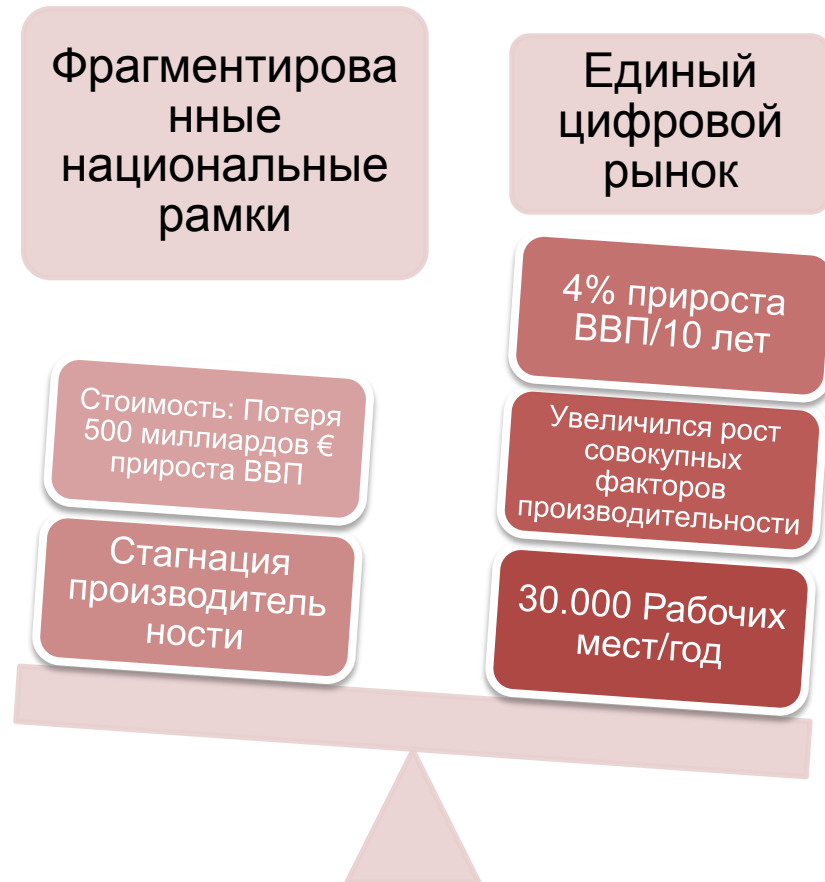 Фрагментирова
нные
национальные
рамки
Единый
цифровой
рынок
4% прироста
ВВП/10 лет
Стоимость: Потеря
500 миллиардов €
прироста ВВП
Увеличился рост
совокупных
факторов
производительности
Стагнация
производитель
ности
30.000 Рабочих
мест/год